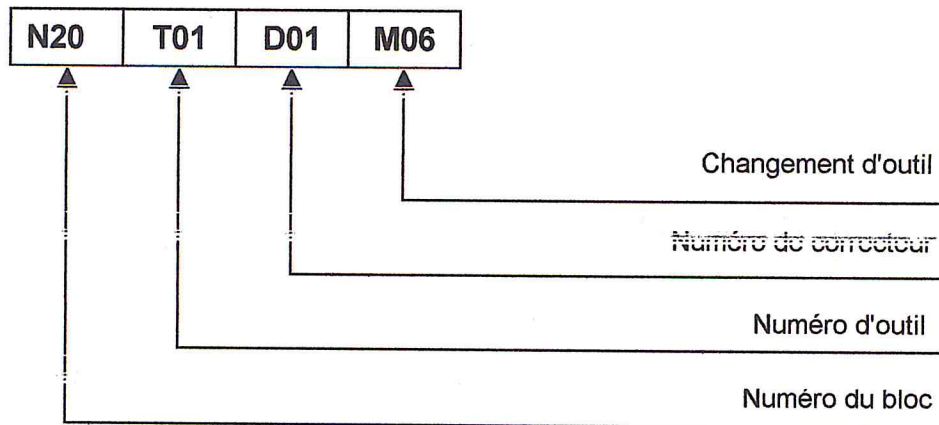 N20 T01 D01 M06
Changement d'outil
Numéro de correcteur
Numéro d'outil
Numéro du bloc